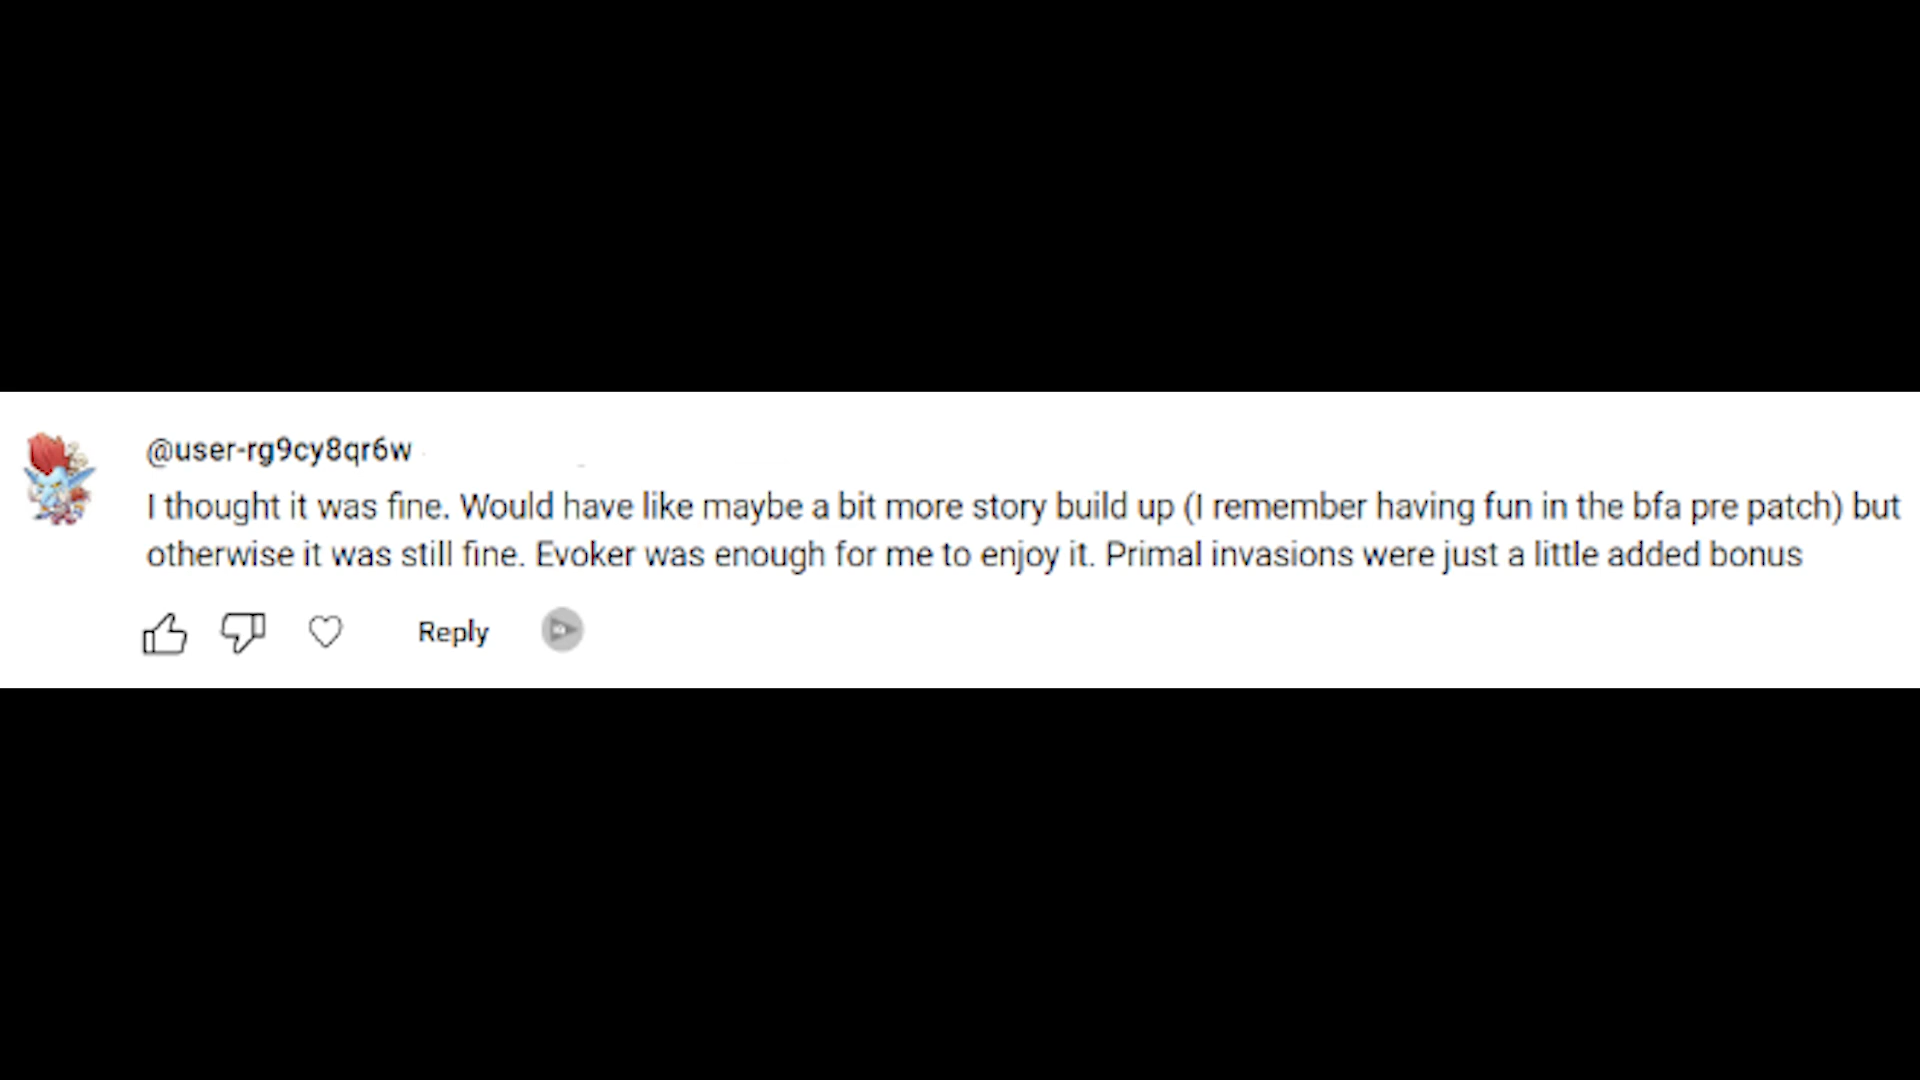 @user-rg9cy8qr6w
I thought it was fine. Would have like maybe a bit more story build up (I remember having fun in the bfa pre patch) but
otherwise it was still fine. Evoker was enough for me to enjoy it. Primal invasions were just a little added bonus
Reply